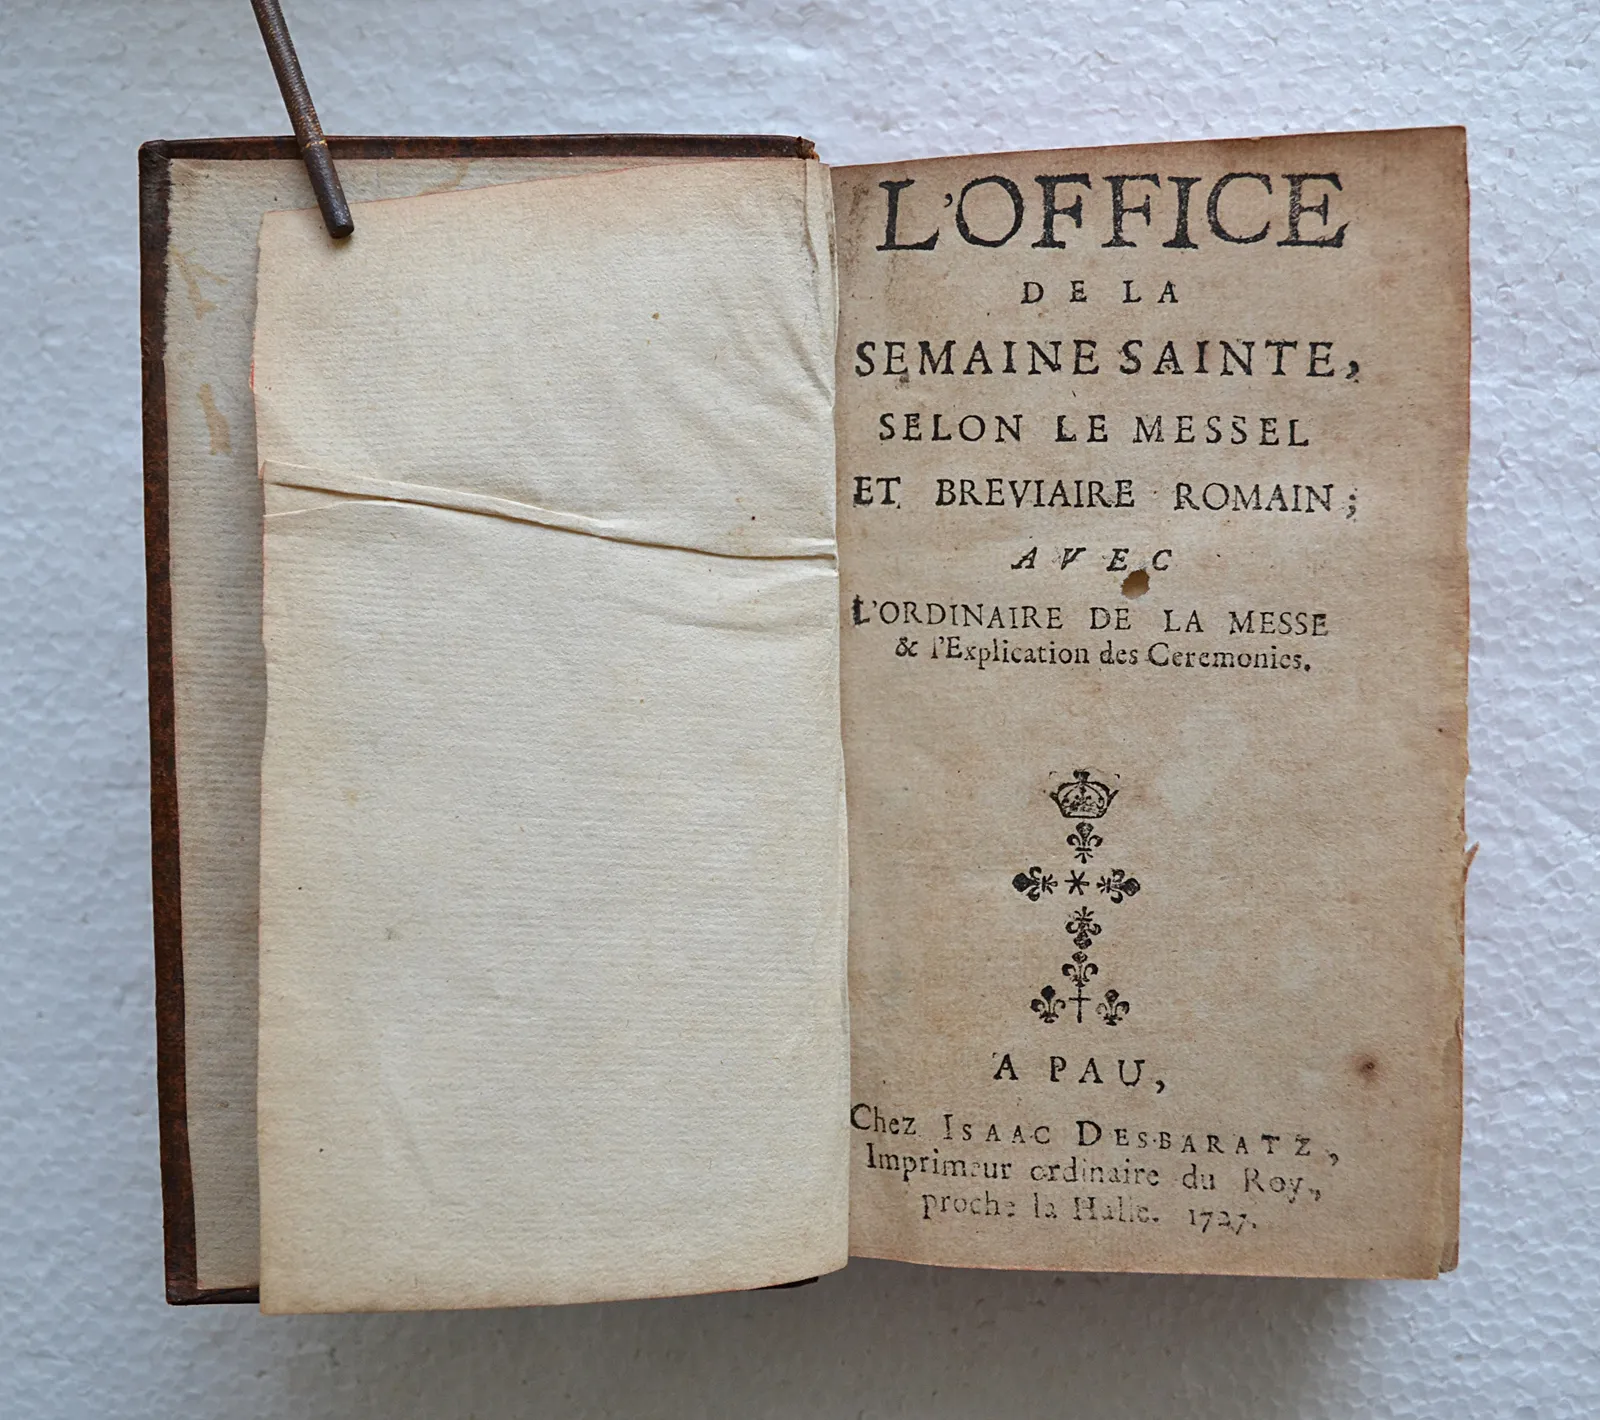 L'OFFICE
DE LA
SEMAINE SAINTE,
SELON LE MESSEL
ET BREVIAIRE ROMAIN;
AVEC
L'ORDINAIRE DE LA MESSE
& l'Explication des Ceremonies.
A PAU,
Chez ISAAC DESBARATZ,
Imprimeur ordinaire du Roy,
proche la Halle. 1727.